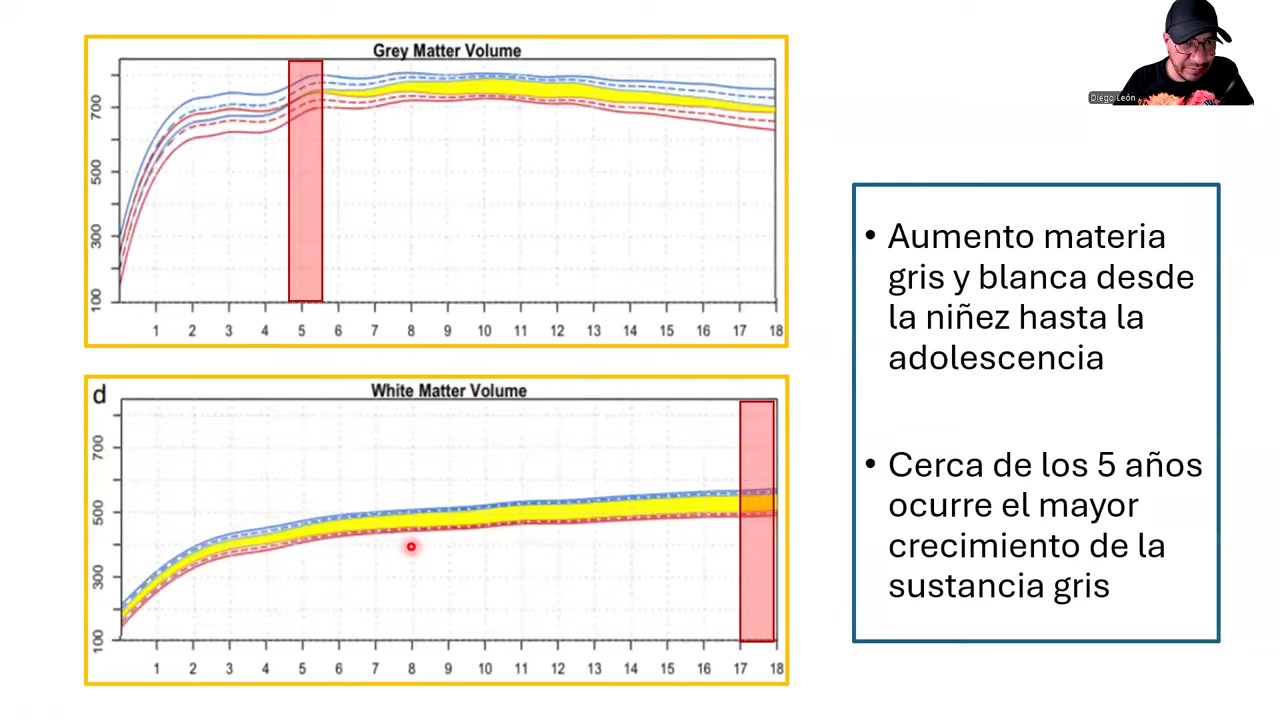 Grey Matter Volume
700
500
300
100
1 2 3 4 5 6 7 8 9 10 11 12 13 14 15 16 17 18
d
White Matter Volume
700
500
300
100
1 2 3 4 5 6 7 8 9 10 11 12 13 14 15 16 17 18
Diego León
• Aumento materia
gris y blanca desde
la niñez hasta la
adolescencia
• Cerca de los 5 años
ocurre el mayor
crecimiento de la
sustancia gris